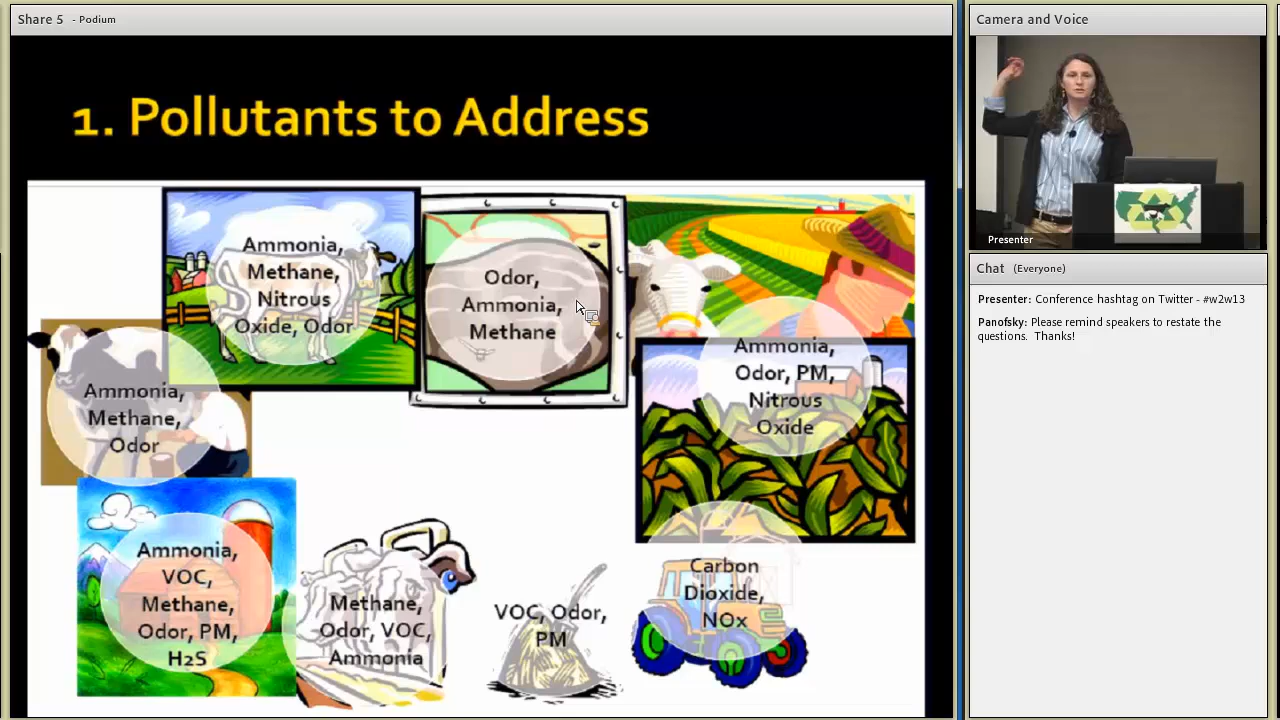 Share 5 - Podium
1. Pollutants to Address
Ammonia,
Methane,
Nitrous
Oxide, Odor
Odor,
Ammonia,
Methane
Ammonia,
Odor, PM,
Nitrous
Oxide
Ammonia,
Methane,
Odor
Ammonia,
VOC,
Methane,
Odor, PM,
H2S
Methane,
Odor, VOC,
Ammonia
VOC, Odor,
PM
Carbon
Dioxide,
NOx
Camera and Voice
Presenter
Chat (Everyone)
Presenter: Conference hashtag on Twitter - #w2w13
Panofsky: Please remind speakers to restate the
questions. Thanks!